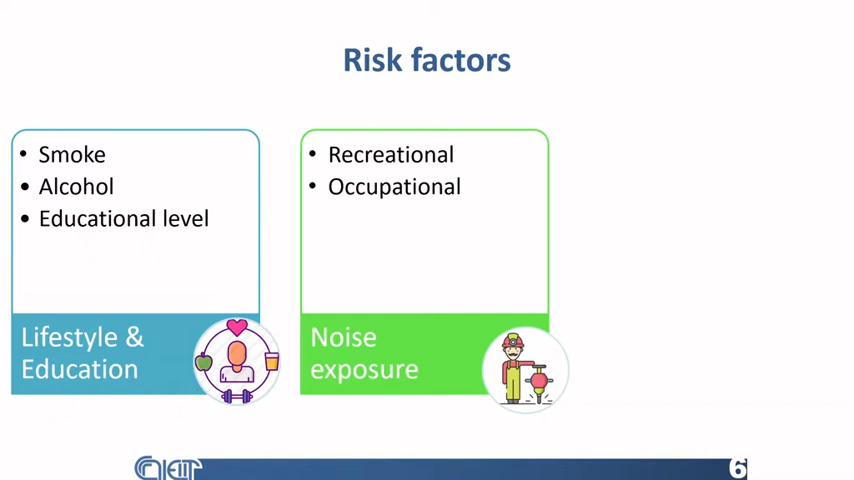 Risk factors
• Smoke
• Alcohol
• Educational level
Lifestyle &
Education
• Recreational
• Occupational
Noise
exposure
6